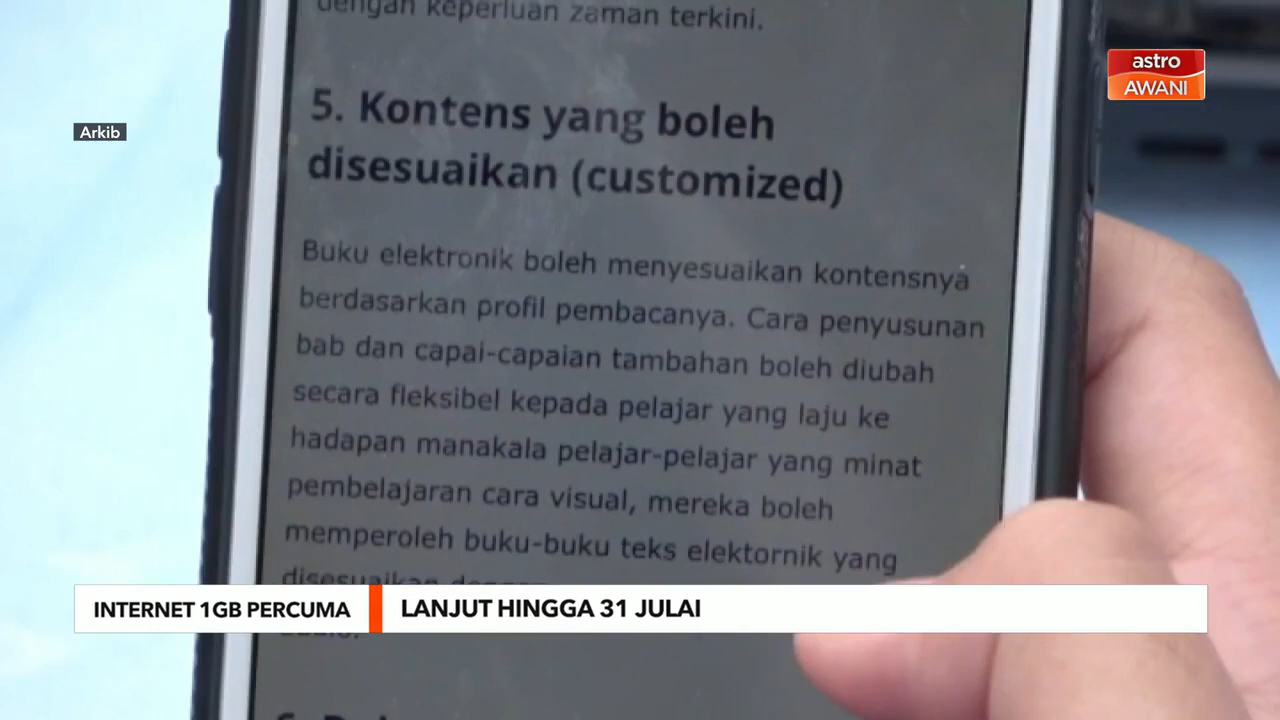 dengan keperluan zaman terkini.
astro
AWANI
Arkib
5. Kontens yang boleh
disesuaikan (customized)
Buku elektronik boleh menyesuaikan kontensnya
berdasarkan profil pembacanya. Cara penyusunan
bab dan capai-capaian tambahan boleh diubah
secara fleksibel kepada pelajar yang laju ke
hadapan manakala pelajar-pelajar yang minat
pembelajaran cara visual, mereka boleh
memperoleh buku-buku teks elektornik yang
disesuaikan dengan
INTERNET 1GB PERCUMA
LANJUT HINGGA 31 JULAI